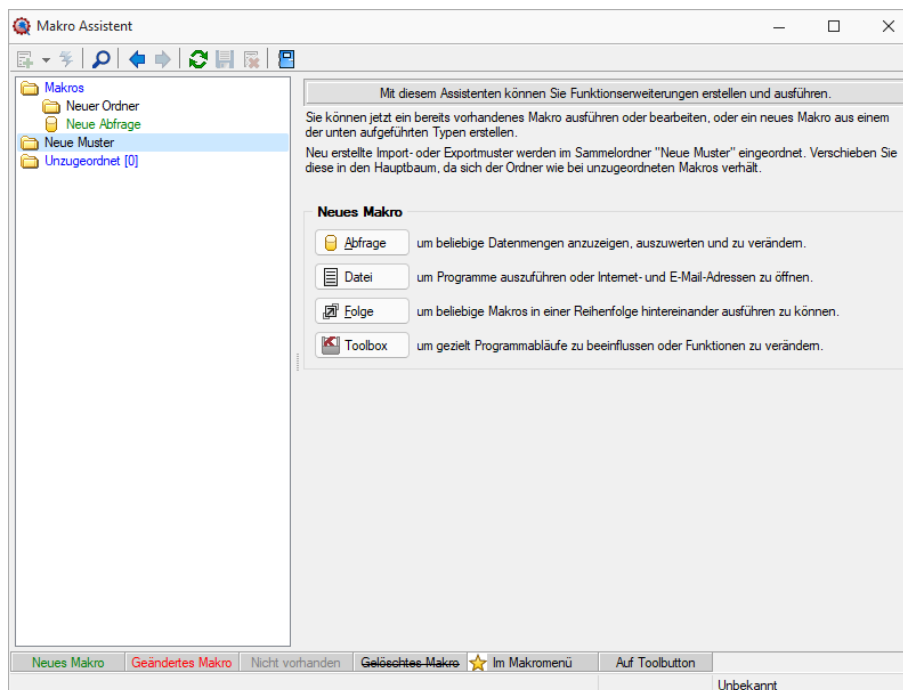 Makro Assistent
Makros
Neuer Ordner
Neue Abfrage
Neue Muster
Unzugeordnet [0]
Mit diesem Assistenten können Sie Funktionserweiterungen erstellen und ausführen.
Sie können jetzt ein bereits vorhandenes Makro ausführen oder bearbeiten, oder ein neues Makro aus einem
der unten aufgeführten Typen erstellen.
Neu erstellte Import- oder Exportmuster werden im Sammelordner "Neue Muster" eingeordnet. Verschieben Sie
diese in den Hauptbaum, da sich der Ordner wie bei unzugeordneten Makros verhält.
Neues Makro
Abfrage um beliebige Datenmengen anzuzeigen, auszuwerten und zu verändern.
Datei um Programme auszuführen oder Internet- und E-Mail-Adressen zu öffnen.
Folge um beliebige Makros in einer Reihenfolge hintereinander ausführen zu können.
Toolbox um gezielt Programmabläufe zu beeinflussen oder Funktionen zu verändern.
Neues Makro Geändertes Makro Nicht vorhanden Gelöschtes Makro Im Makromenü Auf Toolbutton
Unbekannt